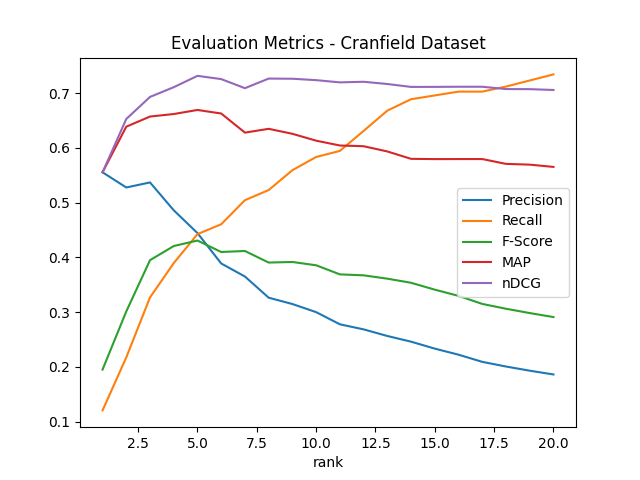 Evaluation Metrics - Cranfield Dataset
0.7
0.6
0.5
0.4
0.3
0.2
0.1
Precision
Recall
F-Score
MAP
nDCG
2.5 5.0 7.5 10.0 12.5 15.0 17.5 20.0
rank